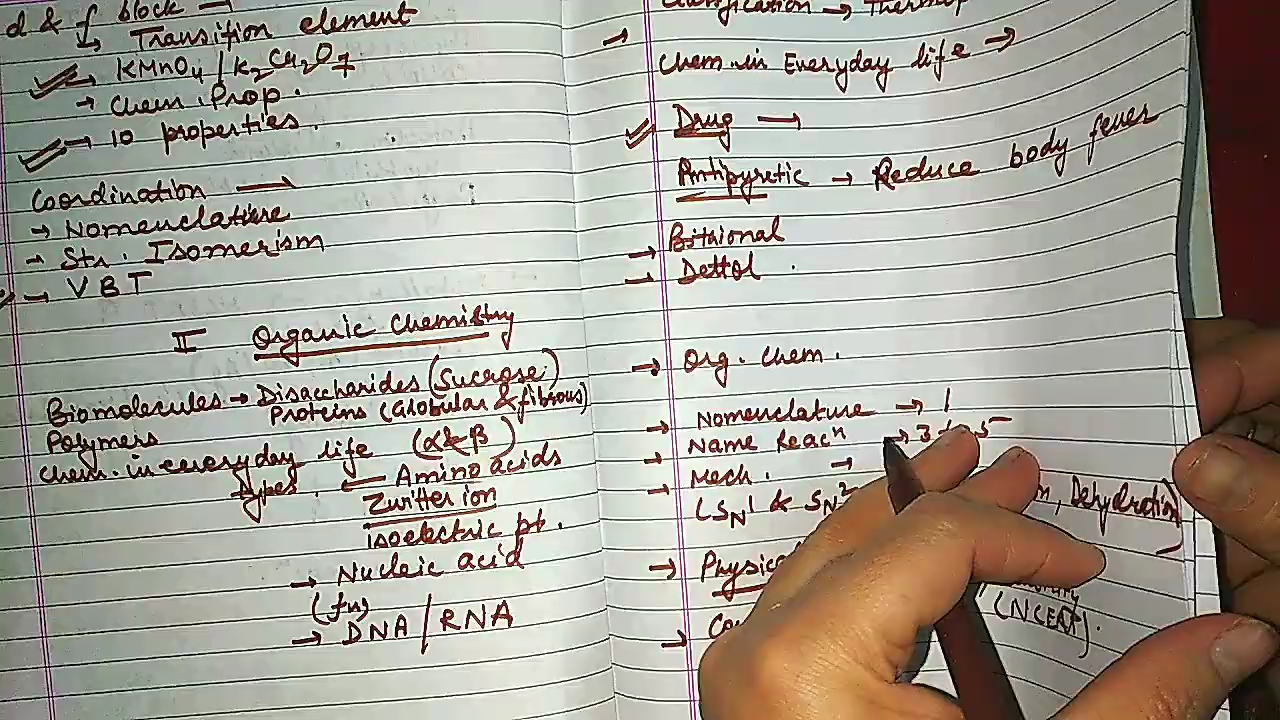 d & f block →
↳ Transition element
→ KMnO4 / K2Cr2O7
→ Chem. Prop.
→ 10 properties.
Coordination →
→ Nomenclature
→ Str. Isomerism
→ VBT
II Organic Chemistry
Biomolecules → Disaccharides (Sucrose)
Proteins (Globular & fibrous)
Polymers
(α & β)
Chem. in everyday life
types.
Amino acids
Zwitter ion
isoelectric pt.
→ Nucleic acid
(fn)
→ DNA / RNA
Classification →
→
Chem. in Everyday life →
Drug →
Antipyretic → Reduce body fever
→
→ Dettol.
→ Org. Chem.
→ Nomenclature → 1
→ Name Reacn → 3
→ Mech. →
(SN1 & SN2
, Dehydration)
→
(NCERT).
→